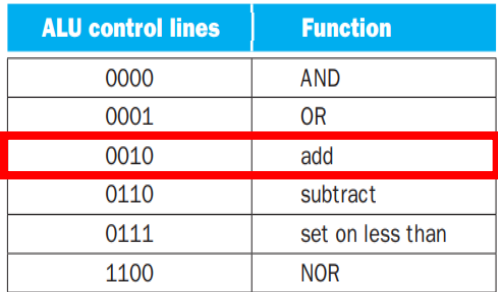 ALU control lines Function
0000 AND
0001 OR
0010 add
0110 subtract
0111 set on less than
1100 NOR